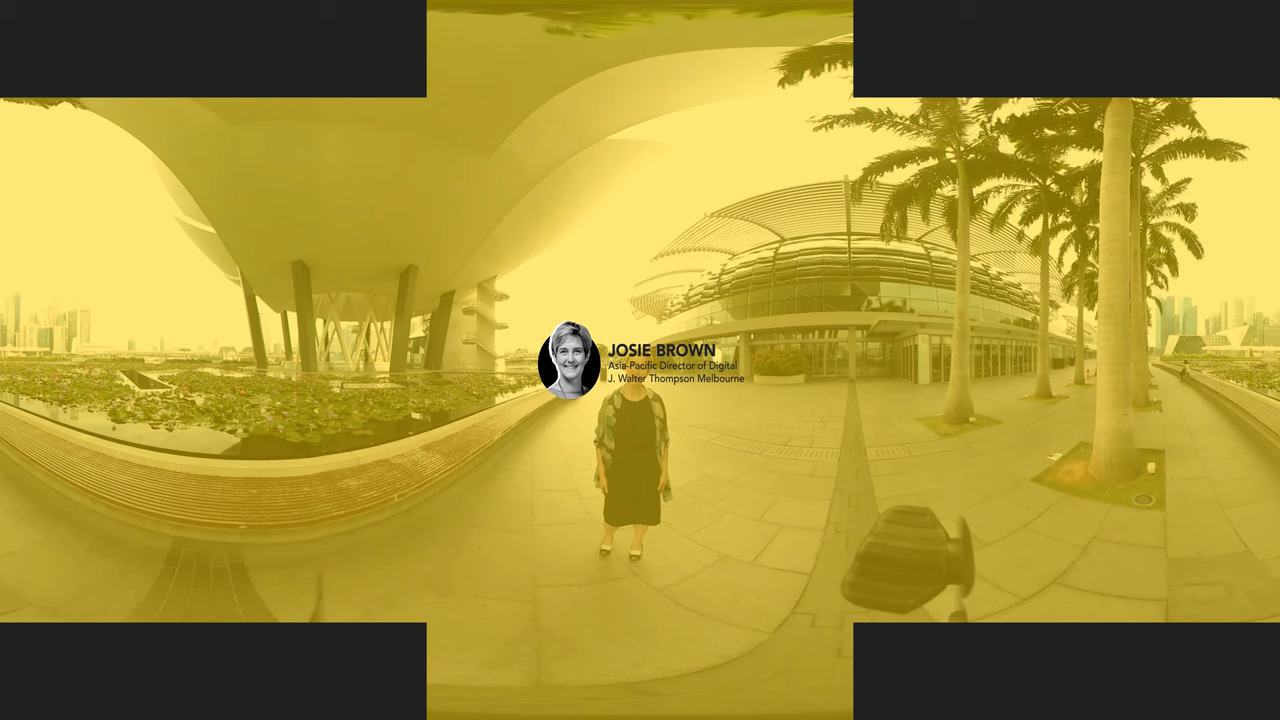 JOSIE BROWN
Asia-Pacific Director of Digital
J. Walter Thompson Melbourne